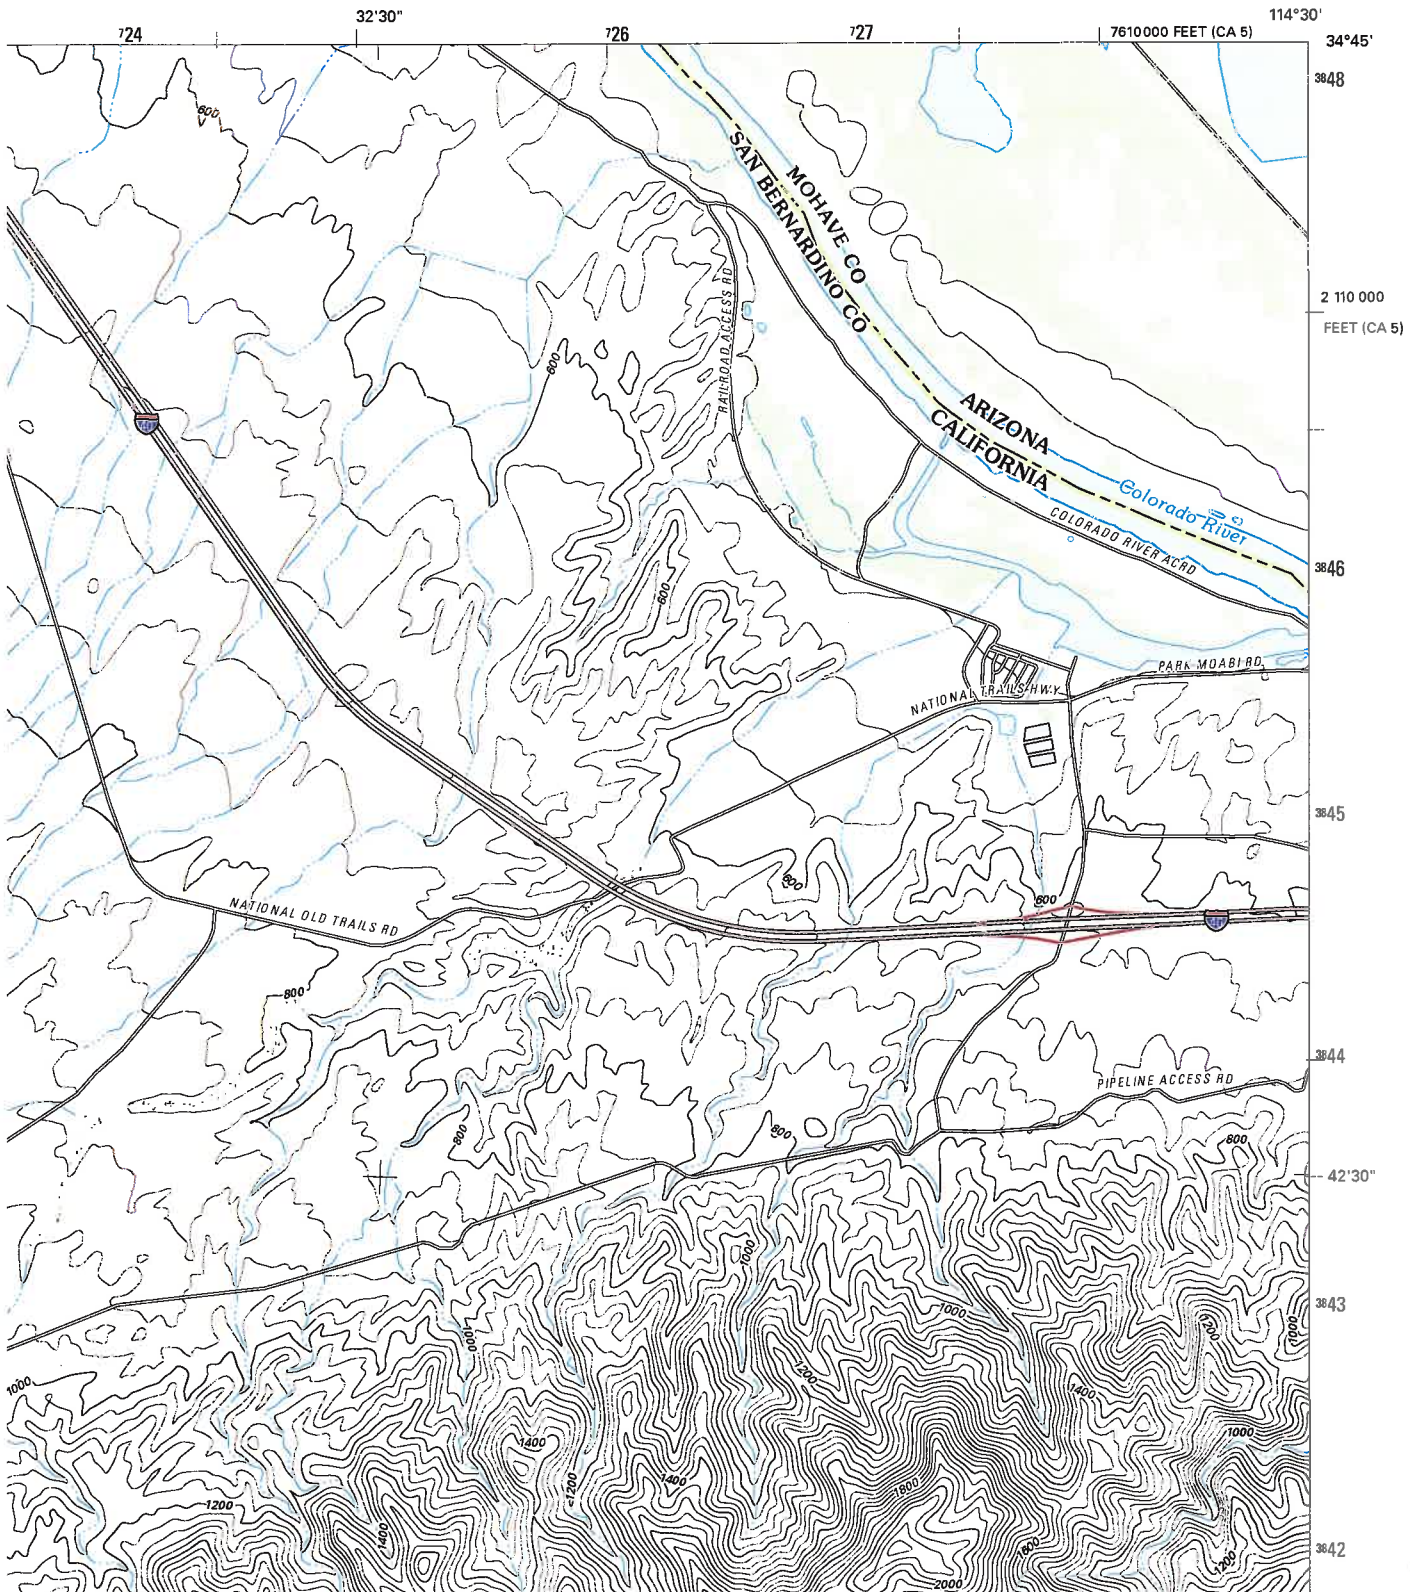 32'30"
114°30'
724
726
727
7610000 FEET (CA 5)
34°45'
3848
600
SAN BERNARDINO CO
MOHAVE CO
RAILROAD ACCESS RD
2 110 000
FEET (CA 5)
600
ARIZONA
CALIFORNIA
Colorado River
COLORADO RIVER ACRD
3846
600
PARK MOABI RD
NATIONAL TRAILS HWY
3845
600
600
NATIONAL OLD TRAILS RD
800
3844
PIPELINE ACCESS RD
800
800
800
42'30"
1000
1000
1000
1200
1000
3843
1200
1400
1000
1400
1000
1200
1400
1800
1200
1400
1600
1200
2000
3842